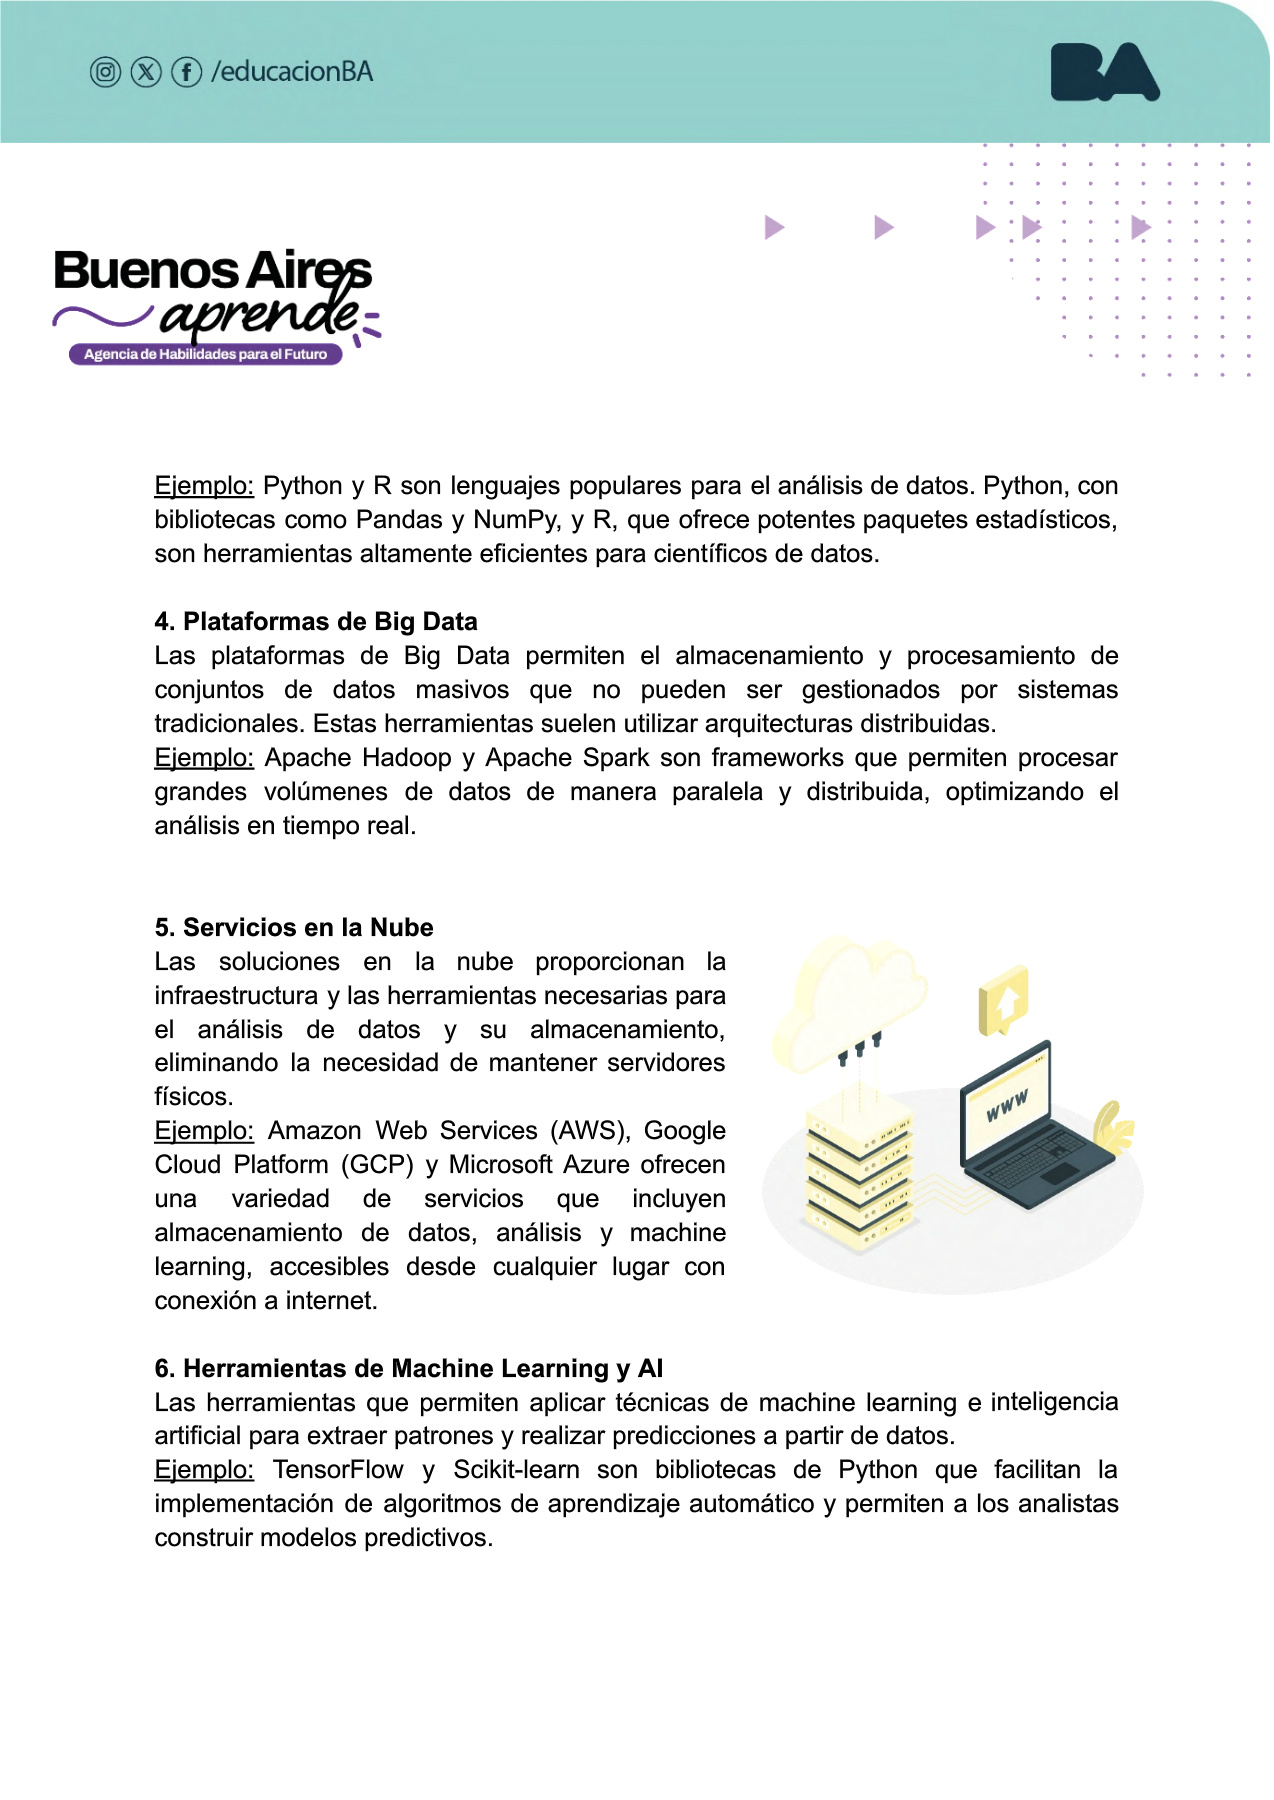 /educacionBA
BA
Buenos Aires
aprende
Agencia de Habilidades para el Futuro
Ejemplo: Python y R son lenguajes populares para el análisis de datos. Python, con
bibliotecas como Pandas y NumPy, y R, que ofrece potentes paquetes estadísticos,
son herramientas altamente eficientes para científicos de datos.
4. Plataformas de Big Data
Las plataformas de Big Data permiten el almacenamiento y procesamiento de
conjuntos de datos masivos que no pueden ser gestionados por sistemas
tradicionales. Estas herramientas suelen utilizar arquitecturas distribuidas.
Ejemplo: Apache Hadoop y Apache Spark son frameworks que permiten procesar
grandes volúmenes de datos de manera paralela y distribuida, optimizando el
análisis en tiempo real.
5. Servicios en la Nube
Las soluciones en la nube proporcionan la
infraestructura y las herramientas necesarias para
el análisis de datos y su almacenamiento,
eliminando la necesidad de mantener servidores
físicos.
Ejemplo: Amazon Web Services (AWS), Google
Cloud Platform (GCP) y Microsoft Azure ofrecen
una variedad de servicios que incluyen
almacenamiento de datos, análisis y machine
learning, accesibles desde cualquier lugar con
conexión a internet.
WWW
6. Herramientas de Machine Learning y AI
Las herramientas que permiten aplicar técnicas de machine learning e inteligencia
artificial para extraer patrones y realizar predicciones a partir de datos.
Ejemplo: TensorFlow y Scikit-learn son bibliotecas de Python que facilitan la
implementación de algoritmos de aprendizaje automático y permiten a los analistas
construir modelos predictivos.